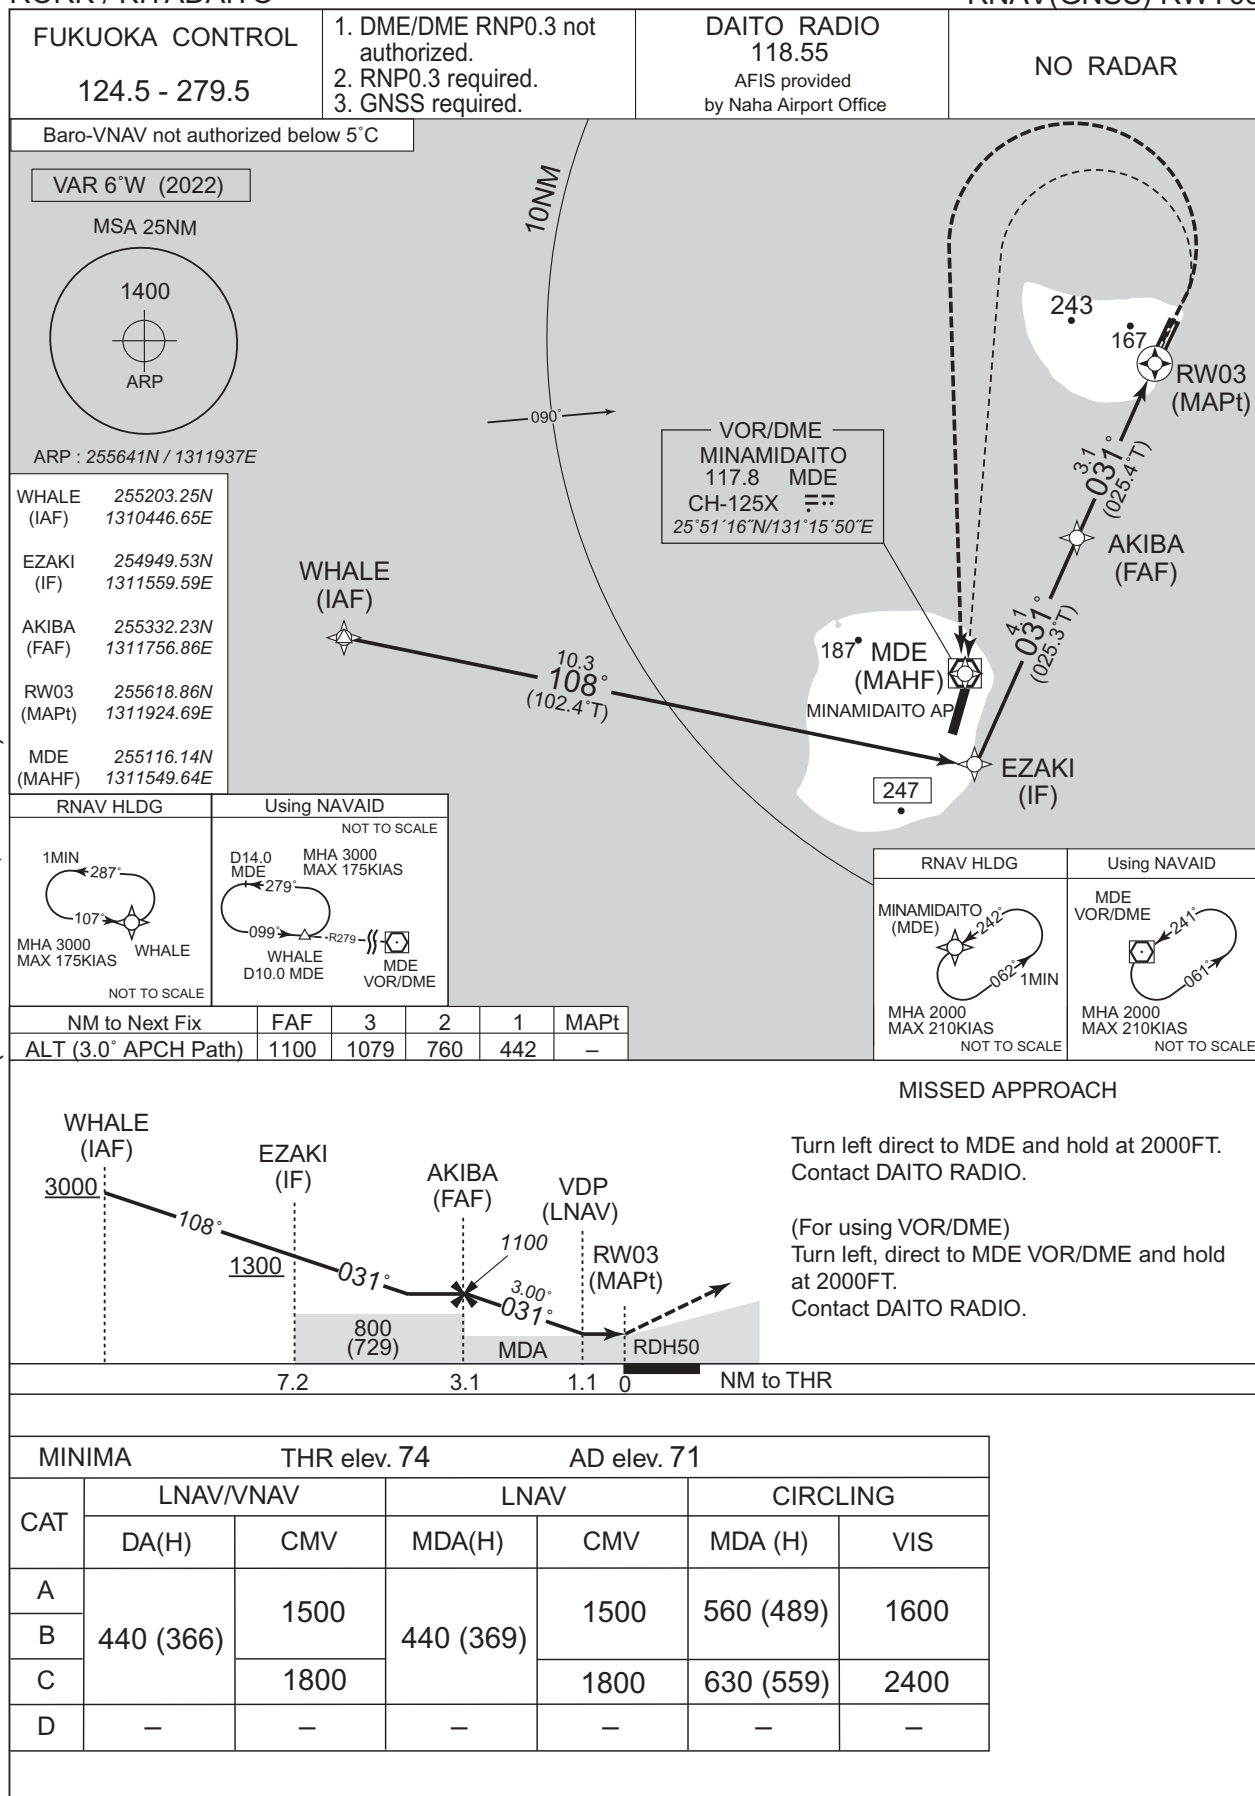 FUKUOKA CONTROL
124.5 - 279.5
1. DME/DME RNP0.3 not
authorized.
2. RNP0.3 required.
3. GNSS required.
DAITO RADIO
118.55
AFIS provided
by Naha Airport Office
NO RADAR
Baro-VNAV not authorized below 5˚C
VAR 6˚W (2022)
MSA 25NM
1400
ARP
ARP : 255641N / 1311937E
10NM
090˚
243
167
RW03
(MAPt)
3.1
031˚
(025.4˚T)
VOR/DME
MINAMIDAITO
117.8 MDE
CH-125X
25˚51´16˝N/131˚15´50˝E
AKIBA
(FAF)
4.1
031˚
(025.3˚T)
WHALE
(IAF)
10.3
108˚
(102.4˚T)
187
MDE
(MAHF)
MINAMIDAITO AP
EZAKI
(IF)
247
WHALE 255203.25N
(IAF) 1310446.65E
EZAKI 254949.53N
(IF) 1311559.59E
AKIBA 255332.23N
(FAF) 1311756.86E
RW03 255618.86N
(MAPt) 1311924.69E
MDE 255116.14N
(MAHF) 1311549.64E
RNAV HLDG
1MIN
287˚
107˚
MHA 3000
MAX 175KIAS
WHALE
NOT TO SCALE
Using NAVAID
NOT TO SCALE
D14.0
MDE
MHA 3000
MAX 175KIAS
279˚
099˚
R279
WHALE
D10.0 MDE
MDE
VOR/DME
RNAV HLDG
MINAMIDAITO
(MDE)
242˚
062˚
1MIN
MHA 2000
MAX 210KIAS
NOT TO SCALE
Using NAVAID
MDE
VOR/DME
241˚
061˚
MHA 2000
MAX 210KIAS
NOT TO SCALE
NM to Next Fix FAF 3 2 1 MAPt
ALT (3.0˚ APCH Path) 1100 1079 760 442 –
MISSED APPROACH
Turn left direct to MDE and hold at 2000FT.
Contact DAITO RADIO.
(For using VOR/DME)
Turn left, direct to MDE VOR/DME and hold
at 2000FT.
Contact DAITO RADIO.
WHALE
(IAF)
3000
108˚
EZAKI
(IF)
1300
031˚
AKIBA
(FAF)
1100
VDP
(LNAV)
3.00˚
031˚
RW03
(MAPt)
800
(729)
MDA
RDH50
7.2 3.1 1.1 0 NM to THR
MINIMA THR elev. 74 AD elev. 71
CAT LNAV/VNAV LNAV CIRCLING
DA(H) CMV MDA(H) CMV MDA (H) VIS
A
B
440 (366) 1500 440 (369) 1500 560 (489) 1600
C 1800 1800 630 (559) 2400
D – – – – – –